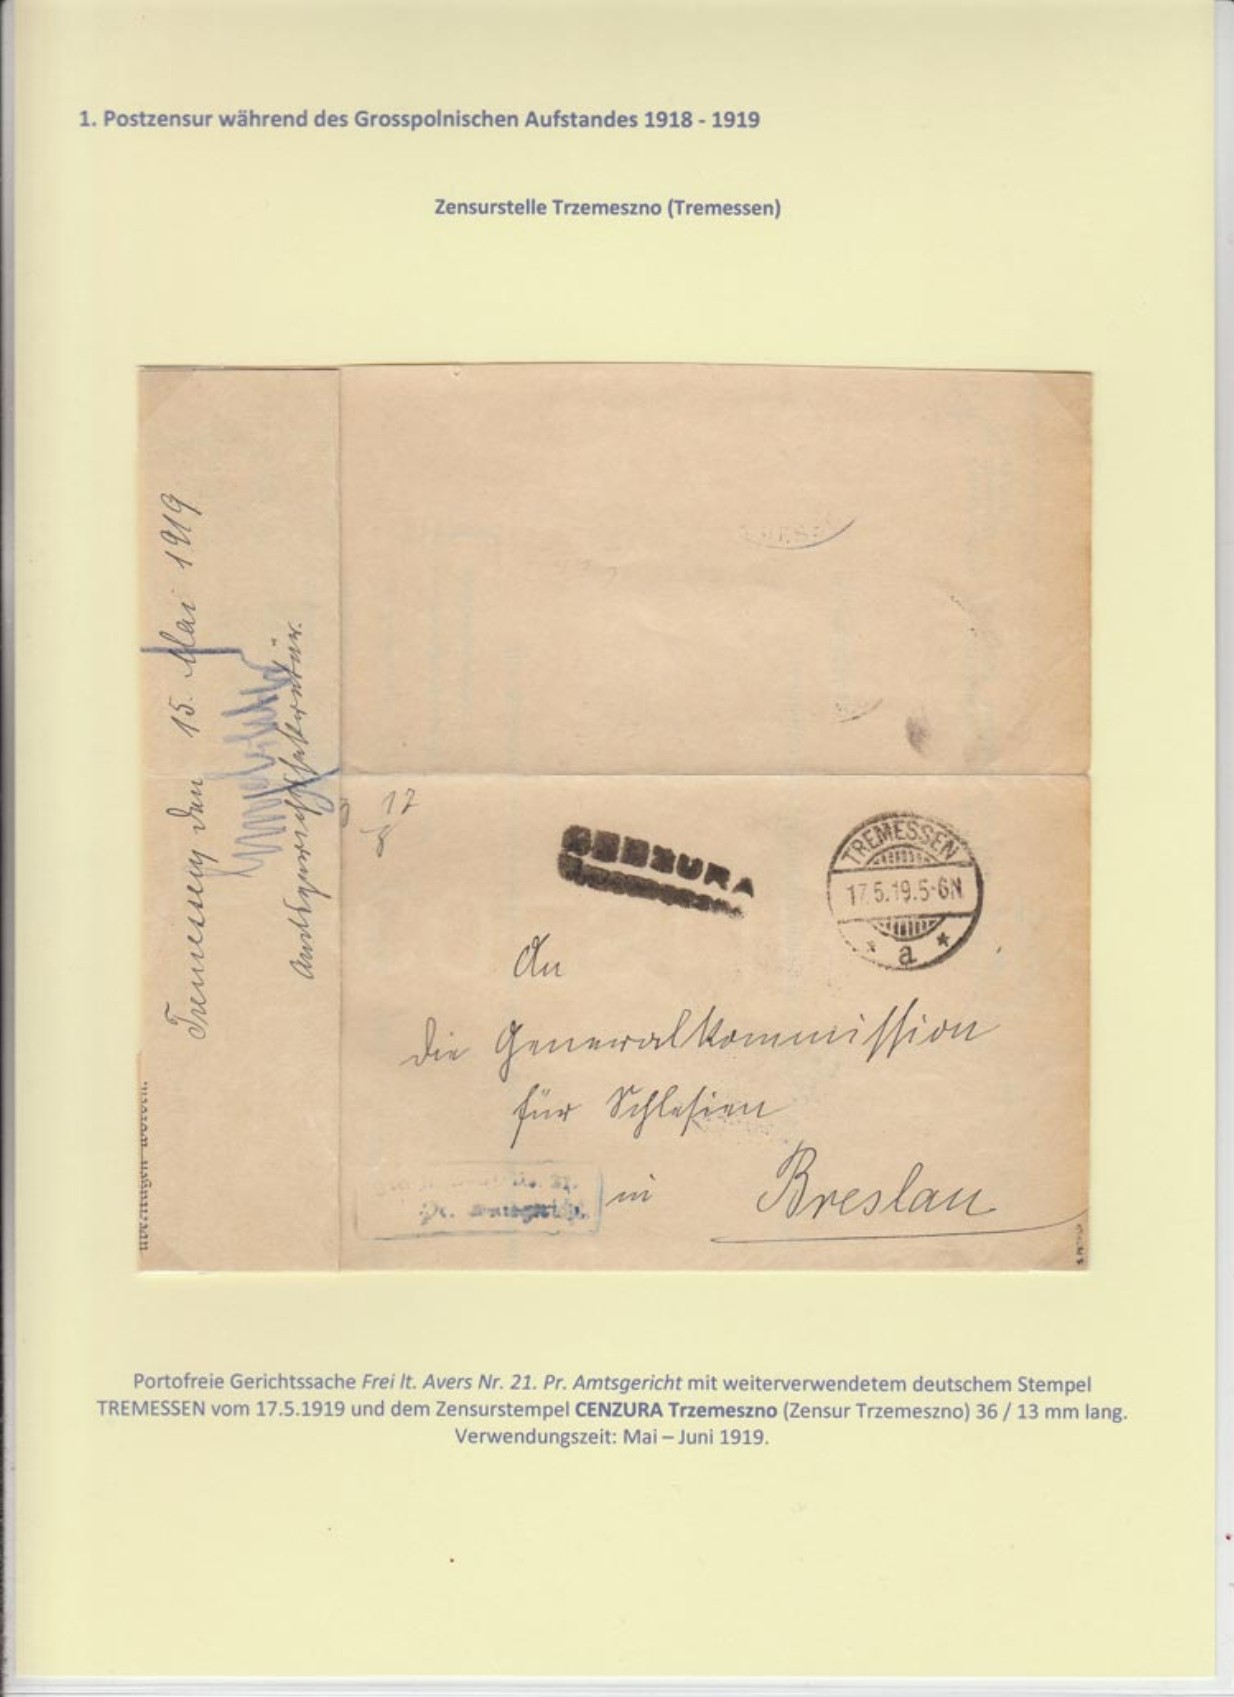 1. Postzensur während des Grosspolnischen Aufstandes 1918 - 1919
Zensurstelle Trzemeszno (Tremessen)
Tremessen den 15. Mai 1919
Amtsgerichtssekretär.
17
CENZURA
TREMESSEN
17.5.19.5-6N
* a *
An
die Generalkommission
für Schlesien
in Breslau
Portofreie Gerichtssache Frei lt. Avers Nr. 21. Pr. Amtsgericht mit weiterverwendetem deutschem Stempel
TREMESSEN vom 17.5.1919 und dem Zensurstempel CENZURA Trzemeszno (Zensur Trzemeszno) 36 / 13 mm lang.
Verwendungszeit: Mai – Juni 1919.